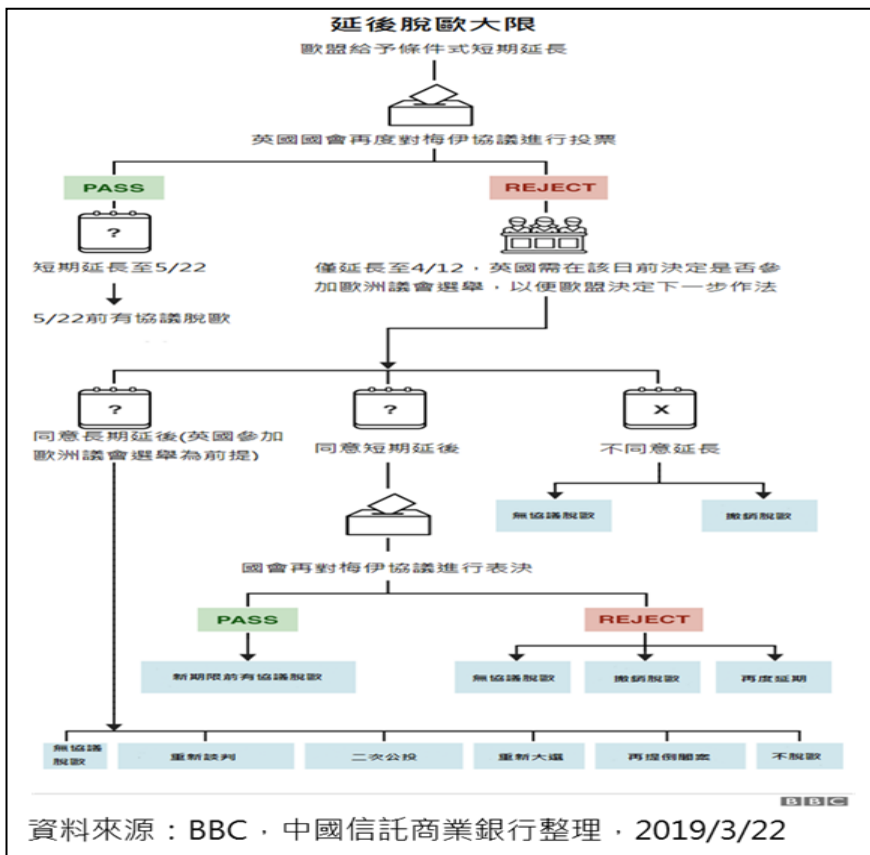 延後脫歐大限
歐盟給予條件式短期延長
英國國會再度對梅伊協議進行投票
PASS
REJECT
?
短期延長至5/22
僅延長至4/12，英國需在該日前決定是否參
加歐洲議會選舉，以便歐盟決定下一步作法
5/22前有協議脫歐
?
?
X
同意長期延後(英國參加
歐洲議會選舉為前提)
同意短期延後
不同意延長
無協議脫歐
撤銷脫歐
國會再對梅伊協議進行表決
PASS
REJECT
新期限前有協議脫歐
無協議脫歐
撤銷脫歐
再度延期
無協議
脫歐
重新談判
二次公投
重新大選
再提倒閣案
不脫歐
BBC
資料來源：BBC，中國信託商業銀行整理，2019/3/22